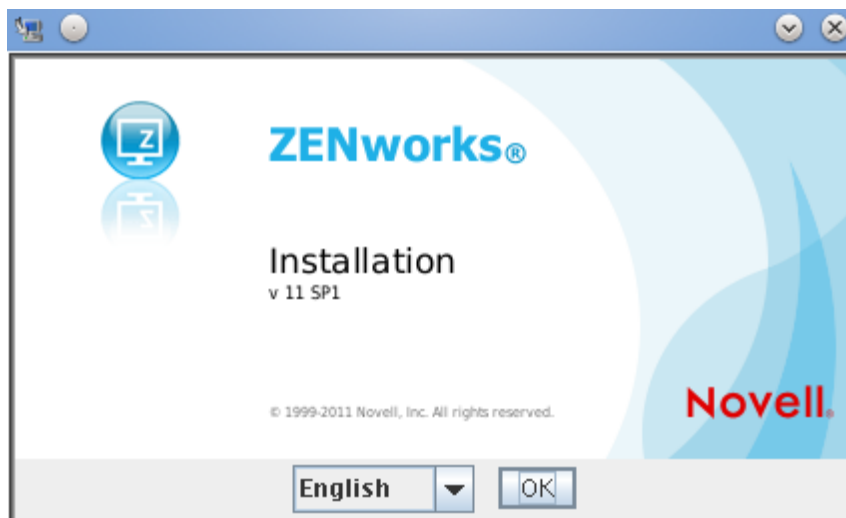 Z
ZENworks®
Installation
v 11 SP1
© 1999-2011 Novell, Inc. All rights reserved.
Novell®
English
OK